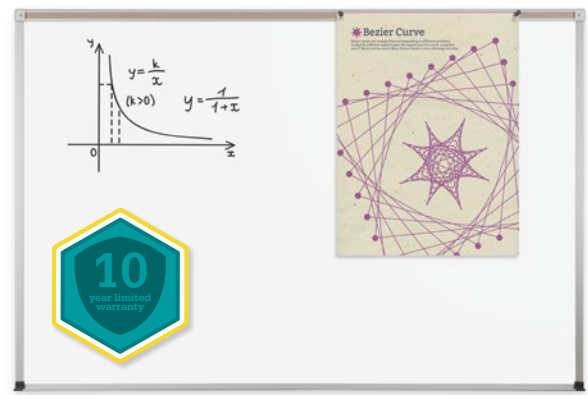 Bezier Curve
y
y = k/x
(k>0)
y = 1/1+x
0
x
10
year limited
warranty